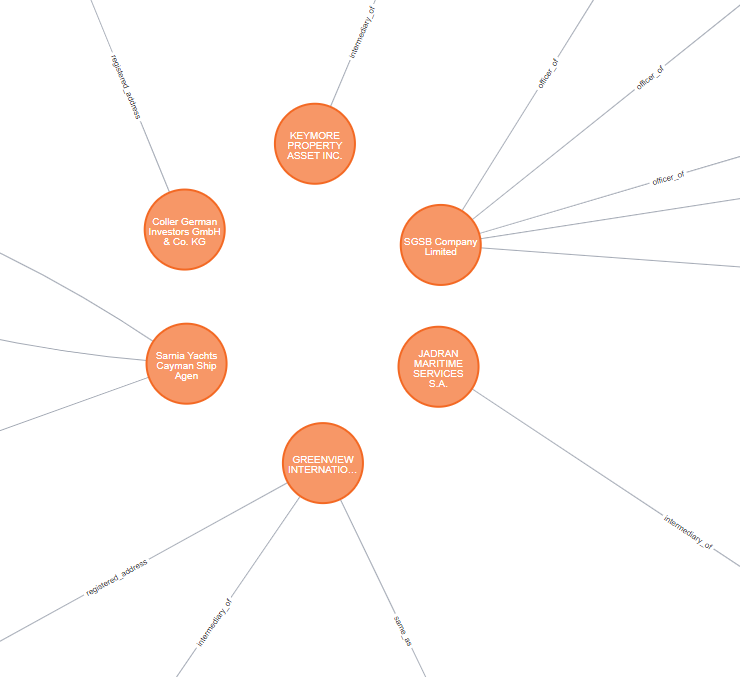 intermediary_of
officer_of
officer_of
registered_address
KEYMORE
PROPERTY
ASSET INC.
officer_of
Coller German
Investors GmbH
& Co. KG
SGSB Company
Limited
Samia Yachts
Cayman Ship
Agen
JADRAN
MARITIME
SERVICES
S.A.
GREENVIEW
INTERNATIO...
intermediary_of
registered_address
intermediary_of
same_as